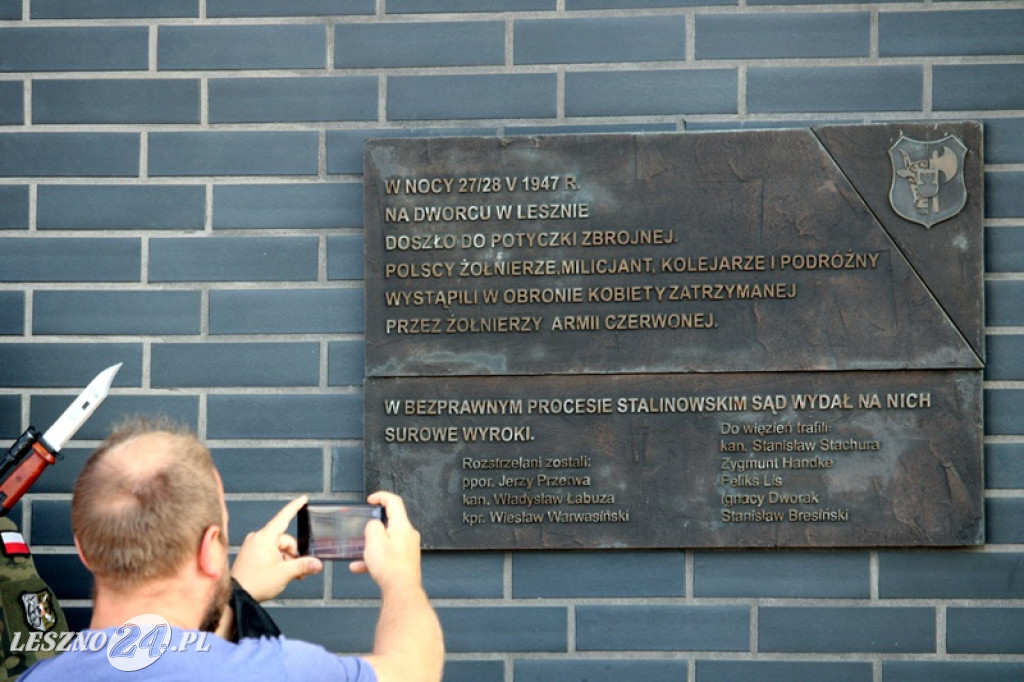 W NOCY 27/28 V 1947 R.
NA DWORCU W LESZNIE
DOSZŁO DO POTYCZKI ZBROJNEJ.
POLSCY ŻOŁNIERZE, MILICJANT, KOLEJARZE I PODRÓŻNY
WYSTĄPILI W OBRONIE KOBIETY ZATRZYMANEJ
PRZEZ ŻOŁNIERZY ARMII CZERWONEJ.
W BEZPRAWNYM PROCESIE STALINOWSKIM SĄD WYDAŁ NA NICH
SUROWE WYROKI.
Rozstrzelani zostali:
ppor. Jerzy Przerwa
kan. Władysław Łabuza
kpr. Wiesław Warwasiński
Do więzień trafili:
kan. Stanisław Stachura
Zygmunt Handke
Feliks Lis
Ignacy Dworak
Stanisław Bresiński
LESZNO24.PL